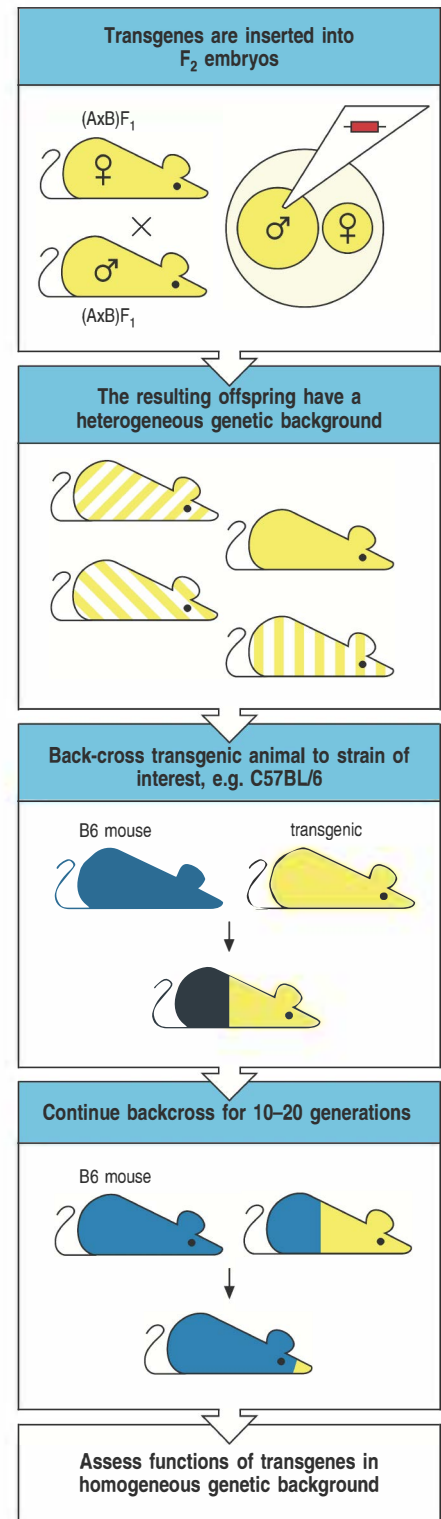 Transgenes are inserted into
F₂ embryos
(AxB)F₁
♀
×
♂
(AxB)F₁
♂
♀
The resulting offspring have a
heterogeneous genetic background
Back-cross transgenic animal to strain of
interest, e.g. C57BL/6
B6 mouse
transgenic
Continue backcross for 10–20 generations
B6 mouse
Assess functions of transgenes in
homogeneous genetic background